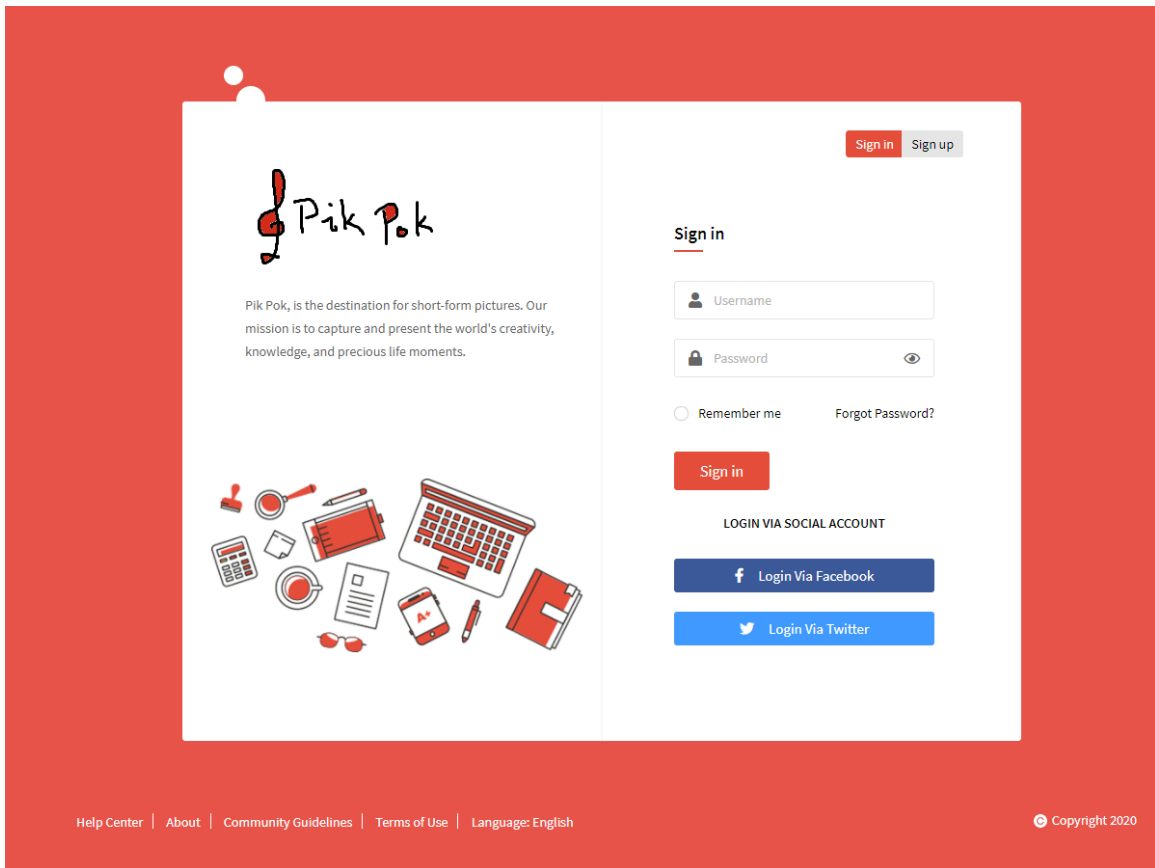 Pik Pok
Pik Pok, is the destination for short-form pictures. Our
mission is to capture and present the world's creativity,
knowledge, and precious life moments.
A+
Sign in
Sign up
Sign in
Username
Password
Remember me
Forgot Password?
Sign in
LOGIN VIA SOCIAL ACCOUNT
Login Via Facebook
Login Via Twitter
Help Center | About | Community Guidelines | Terms of Use | Language: English
© Copyright 2020